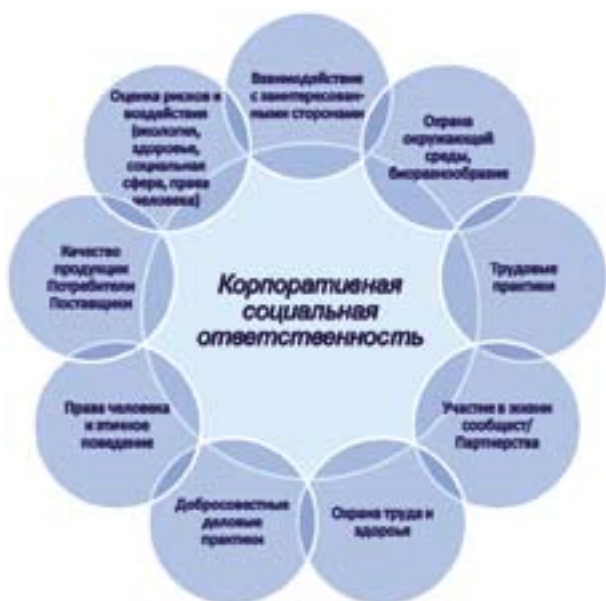 Взаимодействие
с заинтересован-
ными сторонами
Охрана
окружающей
среды,
биоразнообразие
Трудовые
практики
Участие в жизни
сообщест/
Партнерства
Охрана труда и
здоровья
Добросовестные
деловые
практики
Права человека
и этичное
поведение
Качество
продукции
Потребители
Поставщики
Оценка рисков и
воздействия
(экология,
здоровье,
социальная
сфера, права
человека)
Корпоративная
социальная
ответственность